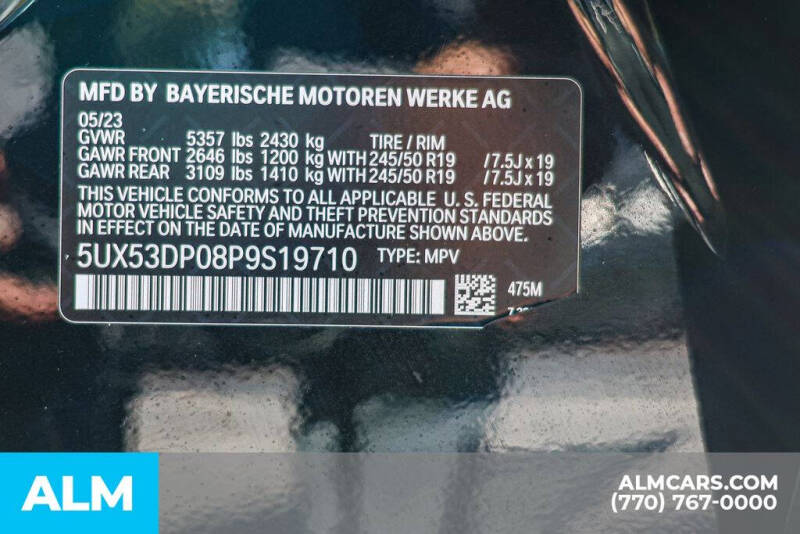 MFD BY BAYERISCHE MOTOREN WERKE AG
05/23
GVWR 5357 lbs 2430 kg TIRE / RIM
GAWR FRONT 2646 lbs 1200 kg WITH 245/50 R19 /7.5J x 19
GAWR REAR 3109 lbs 1410 kg WITH 245/50 R19 /7.5J x 19
THIS VEHICLE CONFORMS TO ALL APPLICABLE U. S. FEDERAL
MOTOR VEHICLE SAFETY AND THEFT PREVENTION STANDARDS
IN EFFECT ON THE DATE OF MANUFACTURE SHOWN ABOVE.
5UX53DP08P9S19710 TYPE: MPV
475M
ALM
ALMCARS.COM
(770) 767-0000